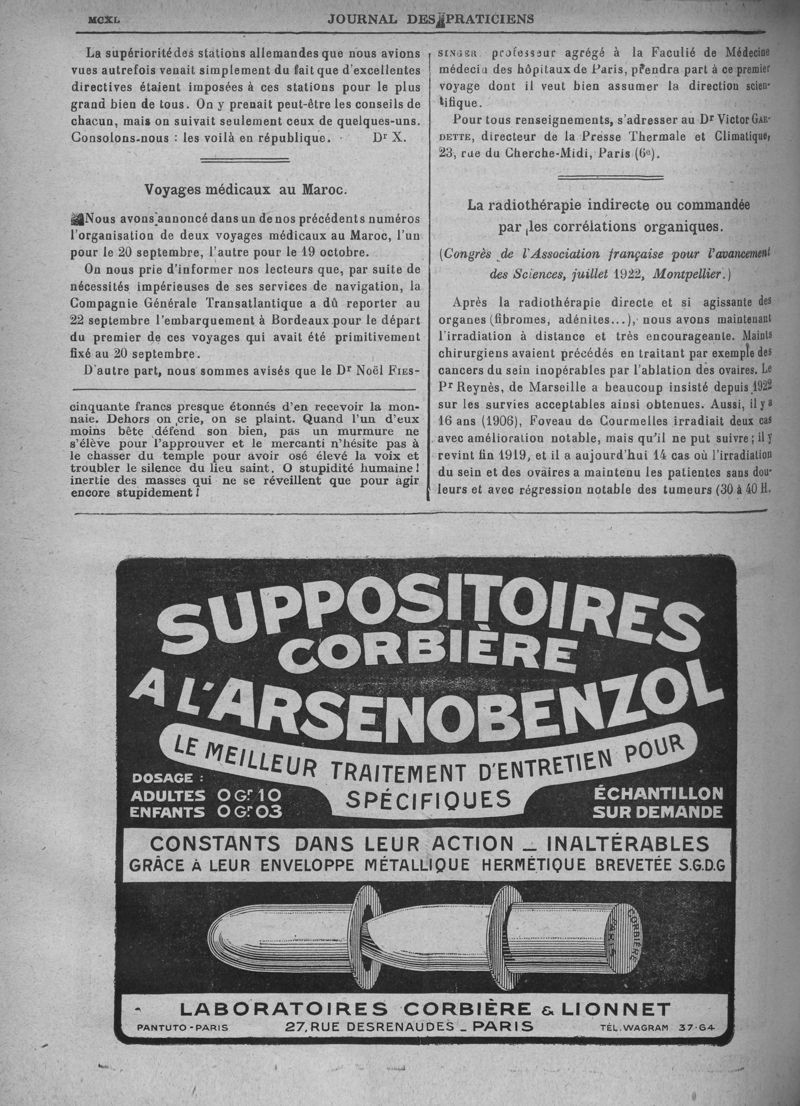 MCXL
JOURNAL DES PRATICIENS
La supériorité des stations allemandes que nous avions
vues autrefois venait simplement du fait que d'excellentes
directives étaient imposées à ces stations pour le plus
grand bien de tous. On y prenait peut-être les conseils de
chacun, mais on suivait seulement ceux de quelques-uns.
Consolons-nous : les voilà en république. Dr X.
Voyages médicaux au Maroc.
Nous avons annoncé dans un de nos précédents numéros
l'organisation de deux voyages médicaux au Maroc, l'un
pour le 20 septembre, l'autre pour le 19 octobre.
On nous prie d'informer nos lecteurs que, par suite de
nécessités impérieuses de ses services de navigation, la
Compagnie Générale Transatlantique a dû reporter au
22 septembre l'embarquement à Bordeaux pour le départ
du premier de ces voyages qui avait été primitivement
fixé au 20 septembre.
D'autre part, nous sommes avisés que le Dr Noël FIES-
cinquante francs presque étonnés d'en recevoir la mon-
naie. Dehors on crie, on se plaint. Quand l'un d'eux
moins bête défend son bien, pas un murmure ne
s'élève pour l'approuver et le mercanti n'hésite pas à
le chasser du temple pour avoir osé élevé la voix et
troubler le silence du lieu saint. O stupidité humaine !
inertie des masses qui ne se réveillent que pour agir
encore stupidement !
SINGER professeur agrégé à la Faculié de Médecine
médecin des hôpitaux de Paris, prendra part à ce premier
voyage dont il veut bien assumer la direction scien-
tifique.
Pour tous renseignements, s'adresser au Dr Victor GAR-
DETTE, directeur de la Presse Thermale et Climatique,
23, rue du Cherche-Midi, Paris (6e).
La radiothérapie indirecte ou commandée
par les corrélations organiques.
(Congrès de l'Association française pour l'avancement
des Sciences, juillet 1922, Montpellier.)
Après la radiothérapie directe et si agissante des
organes (fibromes, adénites...), nous avons maintenant
l'irradiation à distance et très encourageante. Maints
chirurgiens avaient précédés en traitant par exemple des
cancers du sein inopérables par l'ablation des ovaires. Le
Pr Reynès, de Marseille a beaucoup insisté depuis 1922
sur les survies acceptables ainsi obtenues. Aussi, il y a
16 ans (1906), Foveau de Courmelles irradiait deux cas
avec amélioration notable, mais qu'il ne put suivre ; il y
revint fin 1919, et il a aujourd'hui 14 cas où l'irradiation
du sein et des ovaires a maintenu les patientes sans dou-
leurs et avec régression notable des tumeurs (30 à 40 H.
SUPPOSITOIRES
CORBIÈRE
A L'ARSENOBENZOL
LE MEILLEUR TRAITEMENT D'ENTRETIEN POUR
SPÉCIFIQUES
DOSAGE :
ADULTES 0 Gr 10
ENFANTS 0 Gr 03
ÉCHANTILLON
SUR DEMANDE
CONSTANTS DANS LEUR ACTION _ INALTÉRABLES
GRÂCE À LEUR ENVELOPPE MÉTALLIQUE HERMÉTIQUE BREVETÉE S.G.D.G
CORBIÈRE
PARIS
LABORATOIRES CORBIÈRE & LIONNET
PANTUTO - PARIS
27, RUE DESRENAUDES _ PARIS
TÉL. WAGRAM 37-64